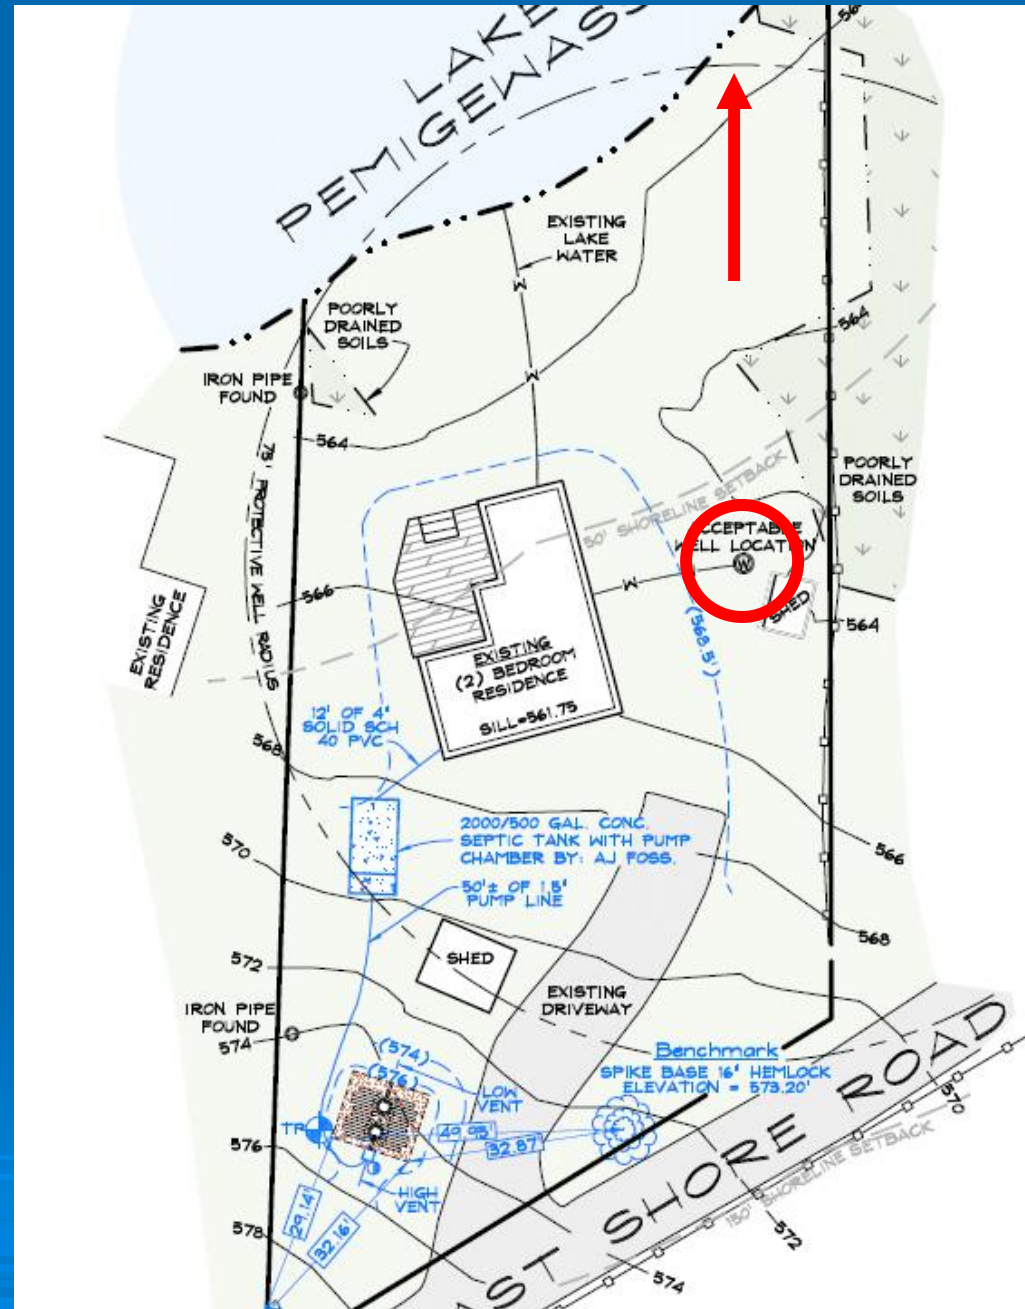 LAKE
PEMIGEWASS
56
EXISTING
LAKE
WATER
W
POORLY
DRAINED
SOILS
564
IRON PIPE
FOUND
W
564
75' PROTECTIVE WELL RADIUS
50' SHORELINE SETBACK
POORLY
DRAINED
SOILS
ACCEPTABLE
WELL LOCATION
W
W
SHED
564
566
EXISTING
RESIDENCE
(568.5')
EXISTING
(2) BEDROOM
RESIDENCE
SILL=561.75
12' OF 4"
SOLID SCH
40 PVC
568
2000/500 GAL. CONC.
SEPTIC TANK WITH PUMP
CHAMBER BY: AJ FOSS.
570
566
50'± OF 1.5"
PUMP LINE
568
SHED
572
EXISTING
DRIVEWAY
IRON PIPE
FOUND
574
Benchmark
SPIKE BASE 16" HEMLOCK
ELEVATION = 573.20'
(574)
(576)
LOW
VENT
570
TP
49.95'
32.87'
576
HIGH
VENT
29.14'
32.16'
578
AST SHORE ROAD
150' SHORELINE SETBACK
572
574